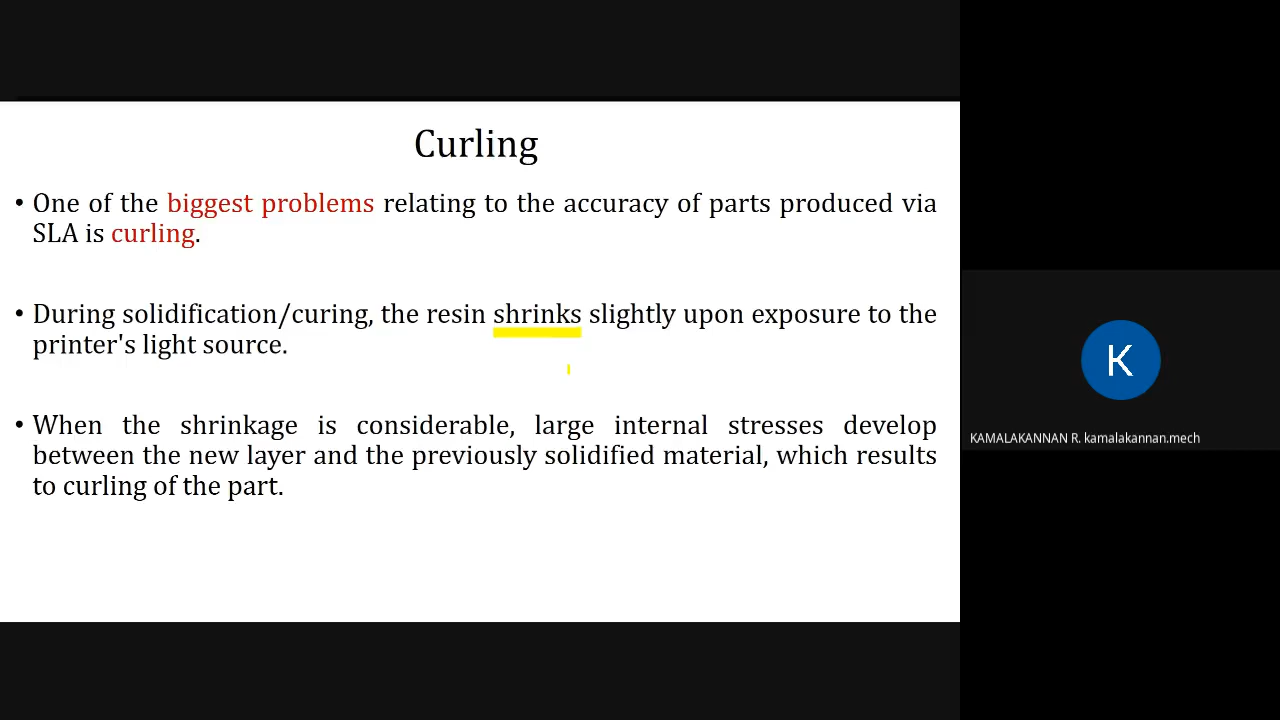 Curling
• One of the biggest problems relating to the accuracy of parts produced via
SLA is curling.
• During solidification/curing, the resin shrinks slightly upon exposure to the
printer's light source.
• When the shrinkage is considerable, large internal stresses develop
between the new layer and the previously solidified material, which results
to curling of the part.
K
KAMALAKANNAN R. kamalakannan.mech